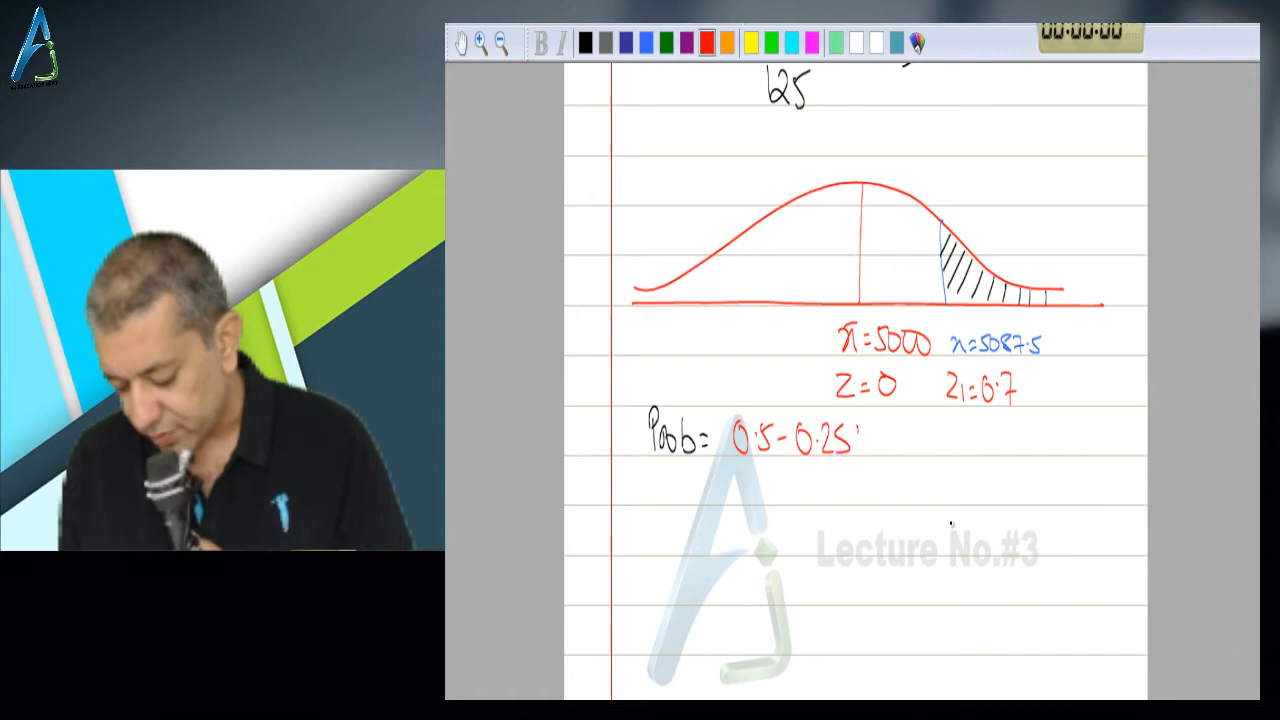 00:00:00
B I
125
x̄=5000 x=5087.5
Z=0 Z1=0.7
Prob= 0.5-0.25
Lecture No.#3